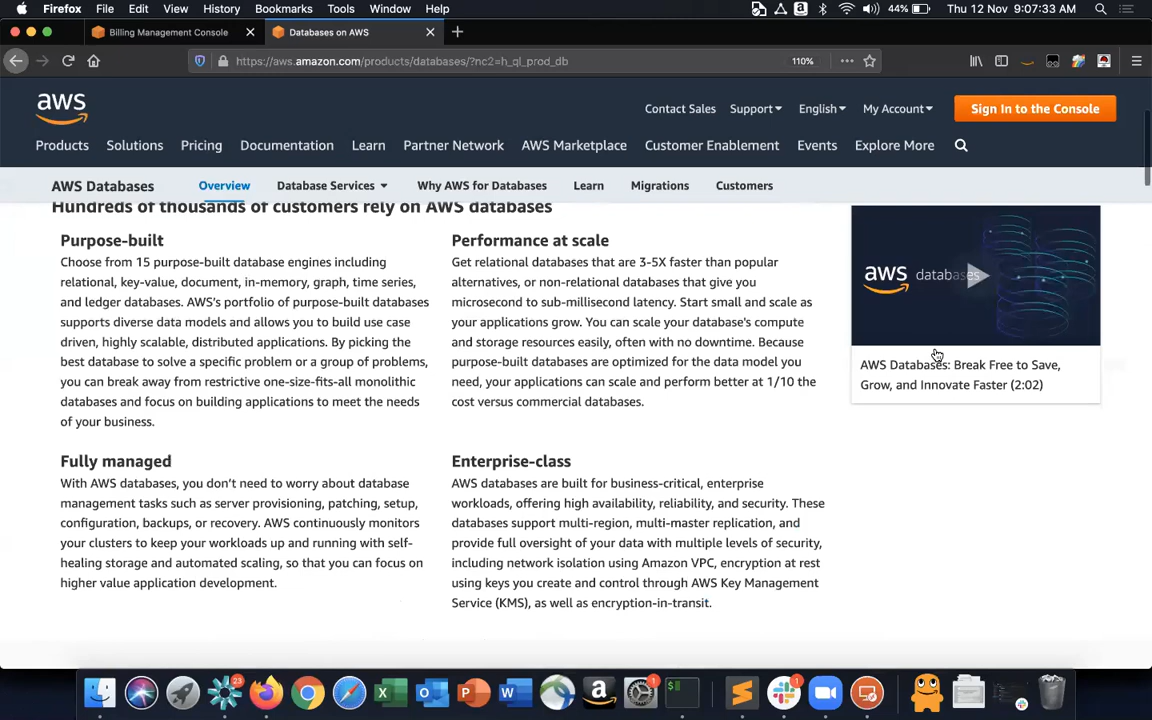 Firefox File Edit View History Bookmarks Tools Window Help
44% Thu 12 Nov 9:07:33 AM
Billing Management Console
Databases on AWS
https://aws.amazon.com/products/databases/?nc2=h_ql_prod_db
110%
aws
Contact Sales Support English My Account Sign In to the Console
Products Solutions Pricing Documentation Learn Partner Network AWS Marketplace Customer Enablement Events Explore More
AWS Databases Overview Database Services Why AWS for Databases Learn Migrations Customers
Hundreds of thousands of customers rely on AWS databases
Purpose-built
Choose from 15 purpose-built database engines including
relational, key-value, document, in-memory, graph, time series,
and ledger databases. AWS's portfolio of purpose-built databases
supports diverse data models and allows you to build use case
driven, highly scalable, distributed applications. By picking the
best database to solve a specific problem or a group of problems,
you can break away from restrictive one-size-fits-all monolithic
databases and focus on building applications to meet the needs
of your business.
Performance at scale
Get relational databases that are 3-5X faster than popular
alternatives, or non-relational databases that give you
microsecond to sub-millisecond latency. Start small and scale as
your applications grow. You can scale your database's compute
and storage resources easily, often with no downtime. Because
purpose-built databases are optimized for the data model you
need, your applications can scale and perform better at 1/10 the
cost versus commercial databases.
aws databases
AWS Databases: Break Free to Save,
Grow, and Innovate Faster (2:02)
Fully managed
With AWS databases, you don't need to worry about database
management tasks such as server provisioning, patching, setup,
configuration, backups, or recovery. AWS continuously monitors
your clusters to keep your workloads up and running with self-
healing storage and automated scaling, so that you can focus on
higher value application development.
Enterprise-class
AWS databases are built for business-critical, enterprise
workloads, offering high availability, reliability, and security. These
databases support multi-region, multi-master replication, and
provide full oversight of your data with multiple levels of security,
including network isolation using Amazon VPC, encryption at rest
using keys you create and control through AWS Key Management
Service (KMS), as well as encryption-in-transit.
23
1
1